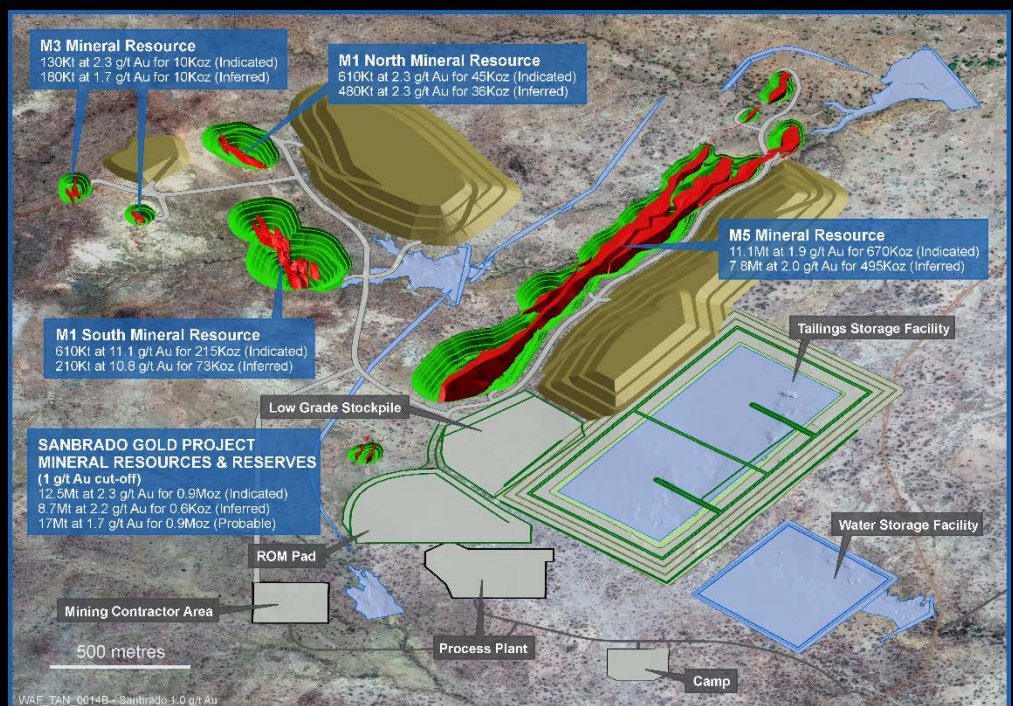 M3 Mineral Resource
130Kt at 2.3 g/t Au for 10Koz (Indicated)
180Kt at 1.7 g/t Au for 10Koz (Inferred)
M1 North Mineral Resource
610Kt at 2.3 g/t Au for 45Koz (Indicated)
480Kt at 2.3 g/t Au for 36Koz (Inferred)
M5 Mineral Resource
11.1Mt at 1.9 g/t Au for 670Koz (Indicated)
7.8Mt at 2.0 g/t Au for 495Koz (Inferred)
M1 South Mineral Resource
610Kt at 11.1 g/t Au for 215Koz (Indicated)
210Kt at 10.8 g/t Au for 73Koz (Inferred)
Tailings Storage Facility
Low Grade Stockpile
SANBRADO GOLD PROJECT
MINERAL RESOURCES & RESERVES
(1 g/t Au cut-off)
12.5Mt at 2.3 g/t Au for 0.9Moz (Indicated)
8.7Mt at 2.2 g/t Au for 0.6Koz (Inferred)
17Mt at 1.7 g/t Au for 0.9Moz (Probable)
Water Storage Facility
ROM Pad
Mining Contractor Area
Process Plant
500 metres
Camp
WAF_TAN_0014B - Sanbrado 1.0 g/t Au